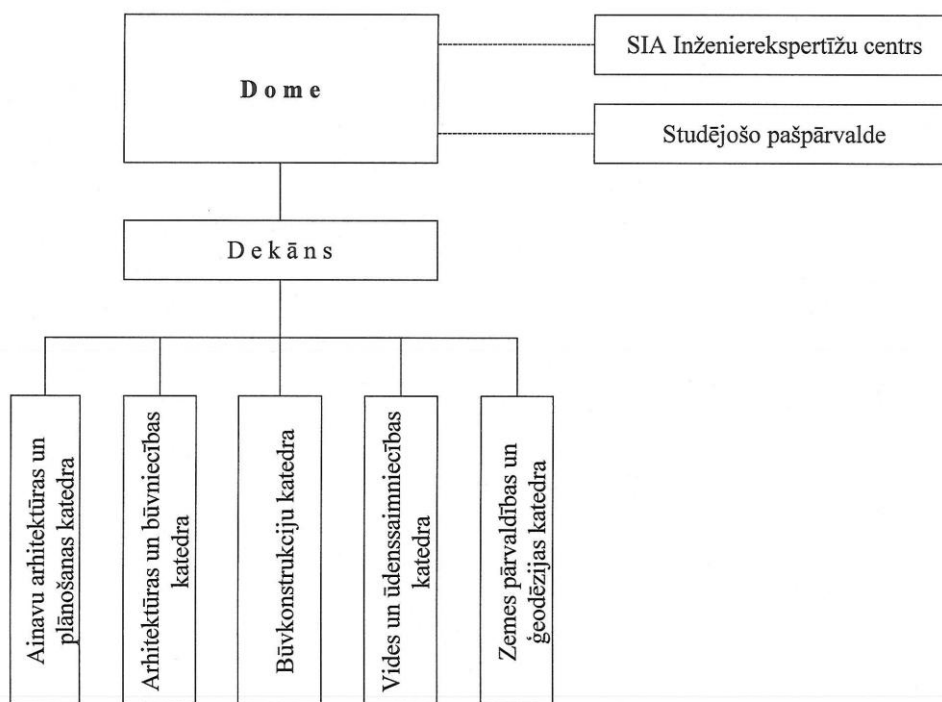 SIA Inženierekspertīžu centrs
Dome
Studējošo pašpārvalde
Dekāns
Ainavu arhitektūras un
plānošanas katedra
Arhitektūras un būvniecības
katedra
Būvkonstrukciju katedra
Vides un ūdenssaimniecības
katedra
Zemes pārvaldības un
ģeodēzijas katedra